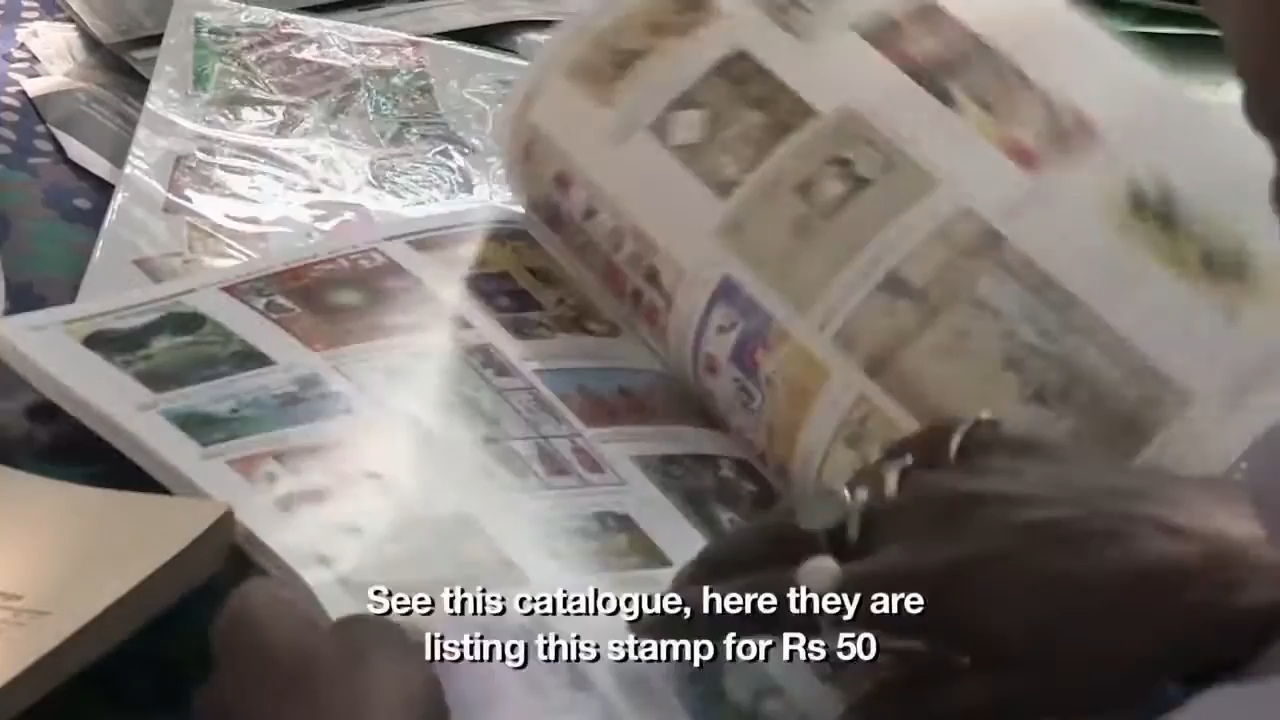 See this catalogue, here they are
listing this stamp for Rs 50